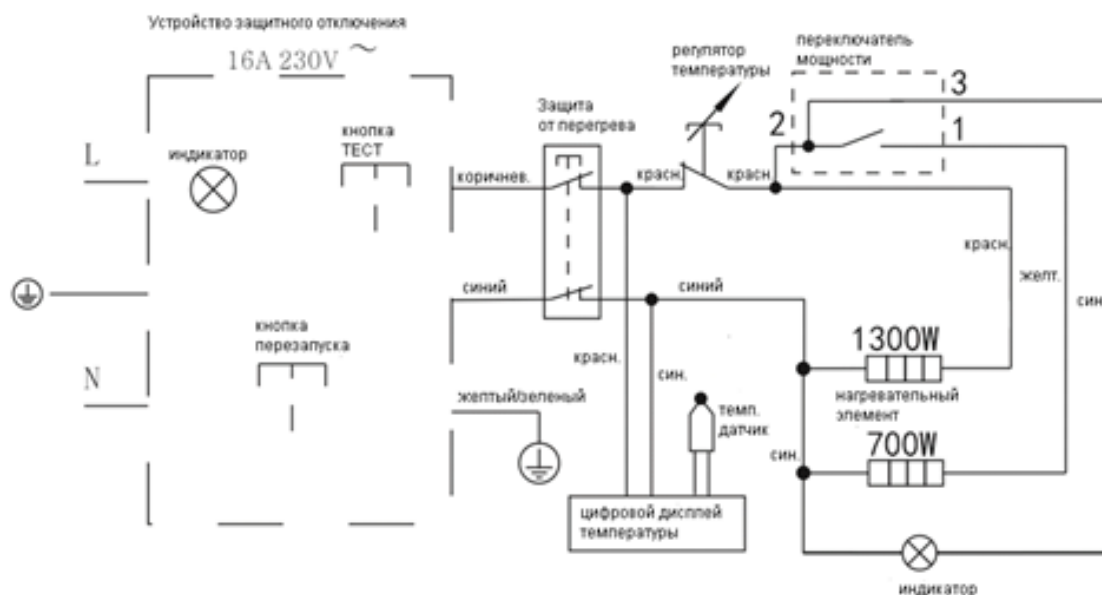 Устройство защитного отключения
16A 230V ~
L
индикатор
кнопка
ТЕСТ
N
кнопка
перезапуска
коричнев.
синий
желтый/зеленый
Защита
от перегрева
красн.
регулятор
температуры
красн.
переключатель
мощности
2
3
1
синий
красн.
син.
темп.
датчик
цифровой дисплей
температуры
красн.
желт.
син
1300W
нагревательный
элемент
700W
син.
индикатор